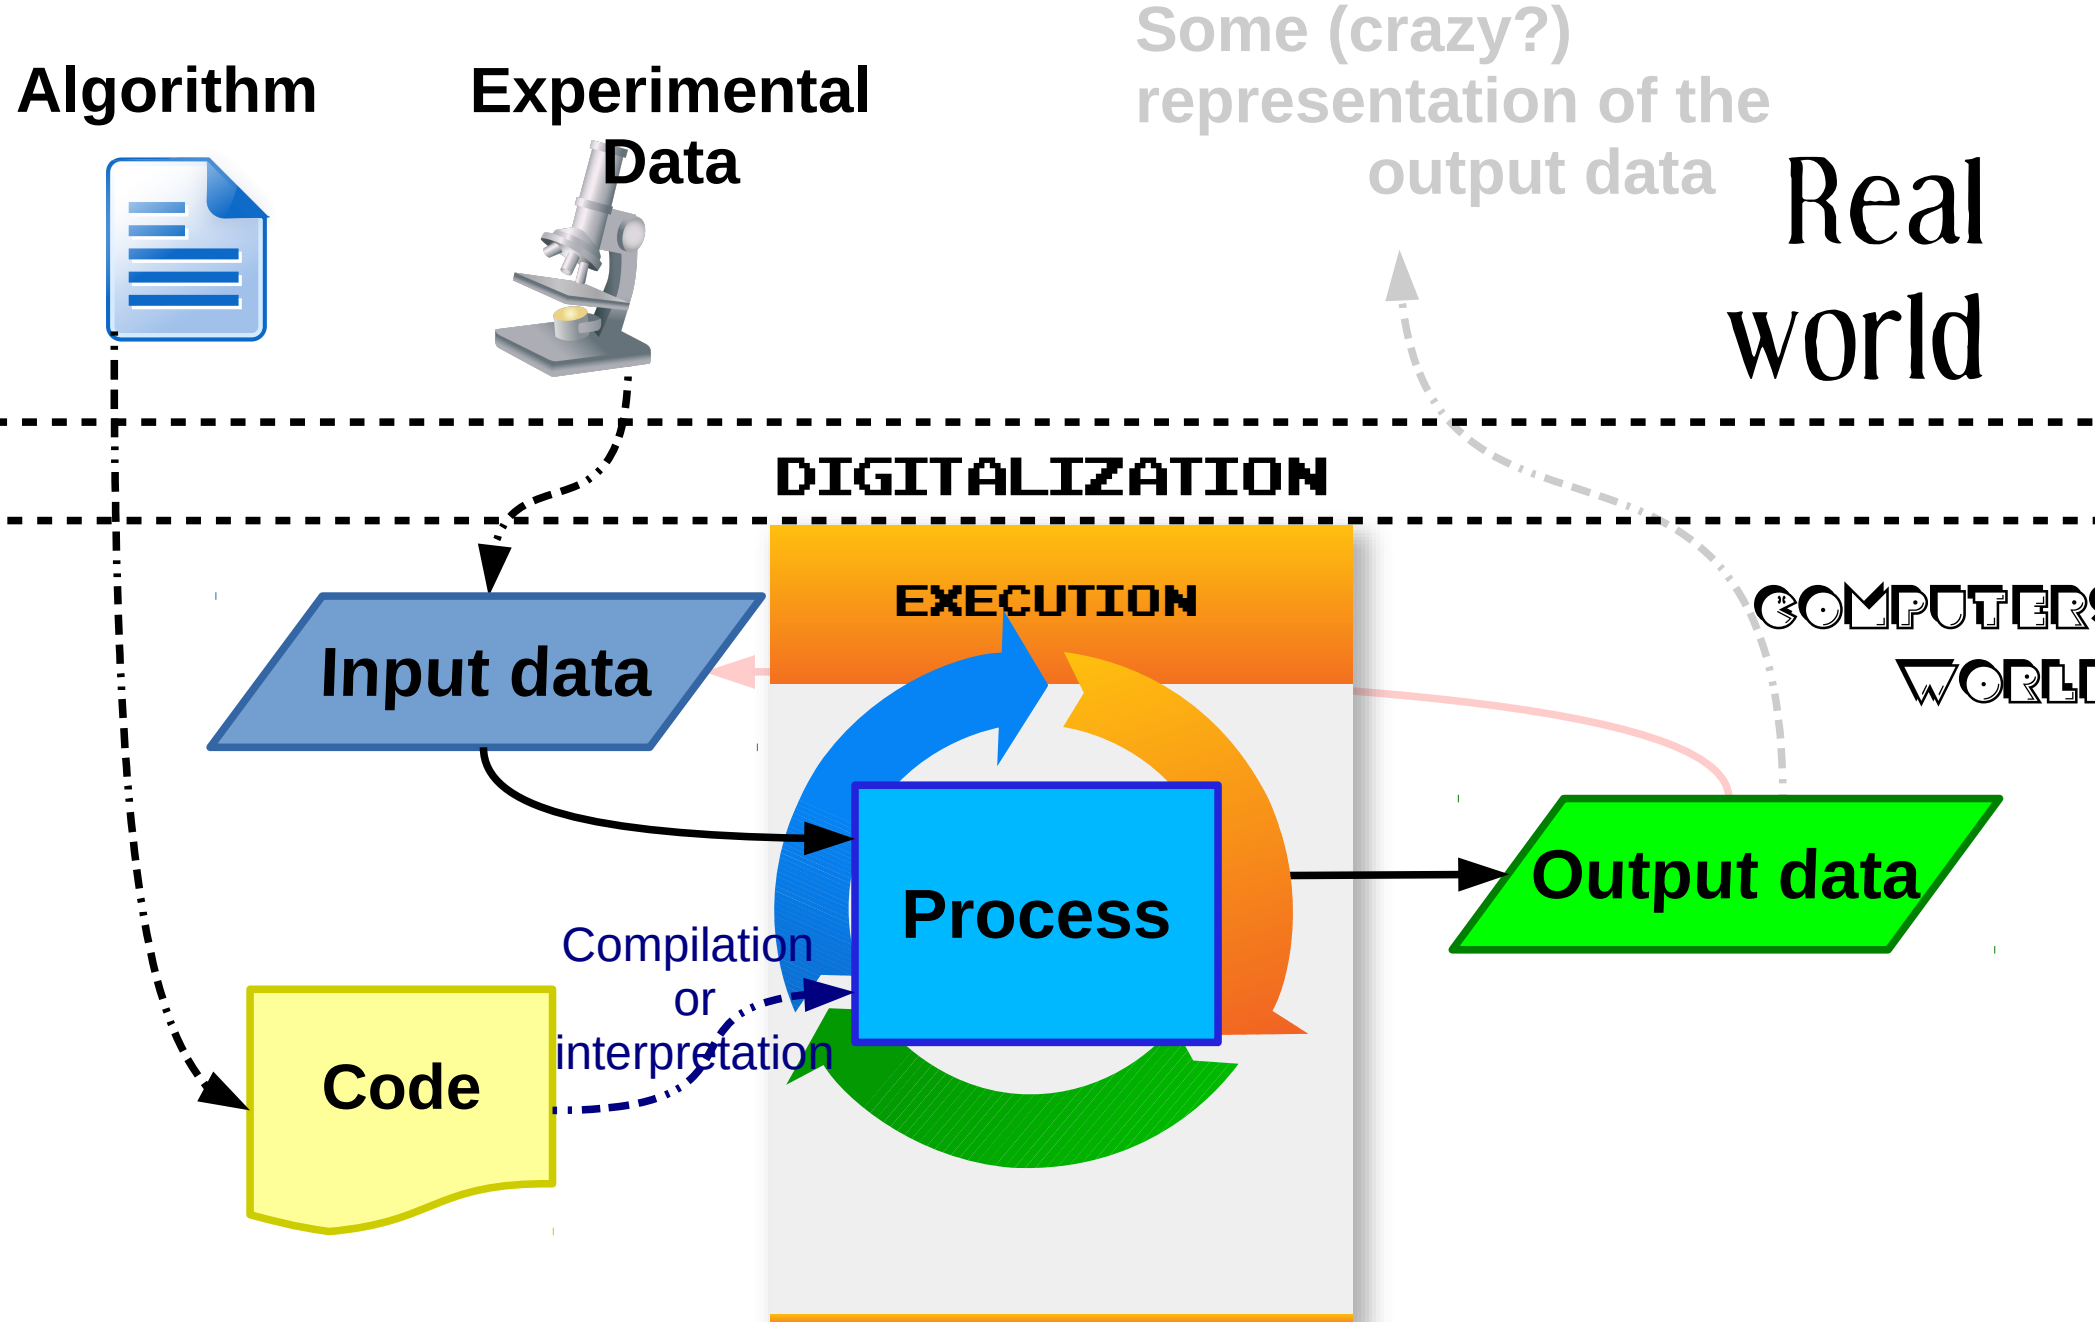 Some (crazy?)
representation of the
output data
Algorithm
Experimental
Data
Real
world
DIGITALIZATION
EXECUTION
COMPUTERS
Input data
Process
Output data
Compilation
or
interpretation
Code